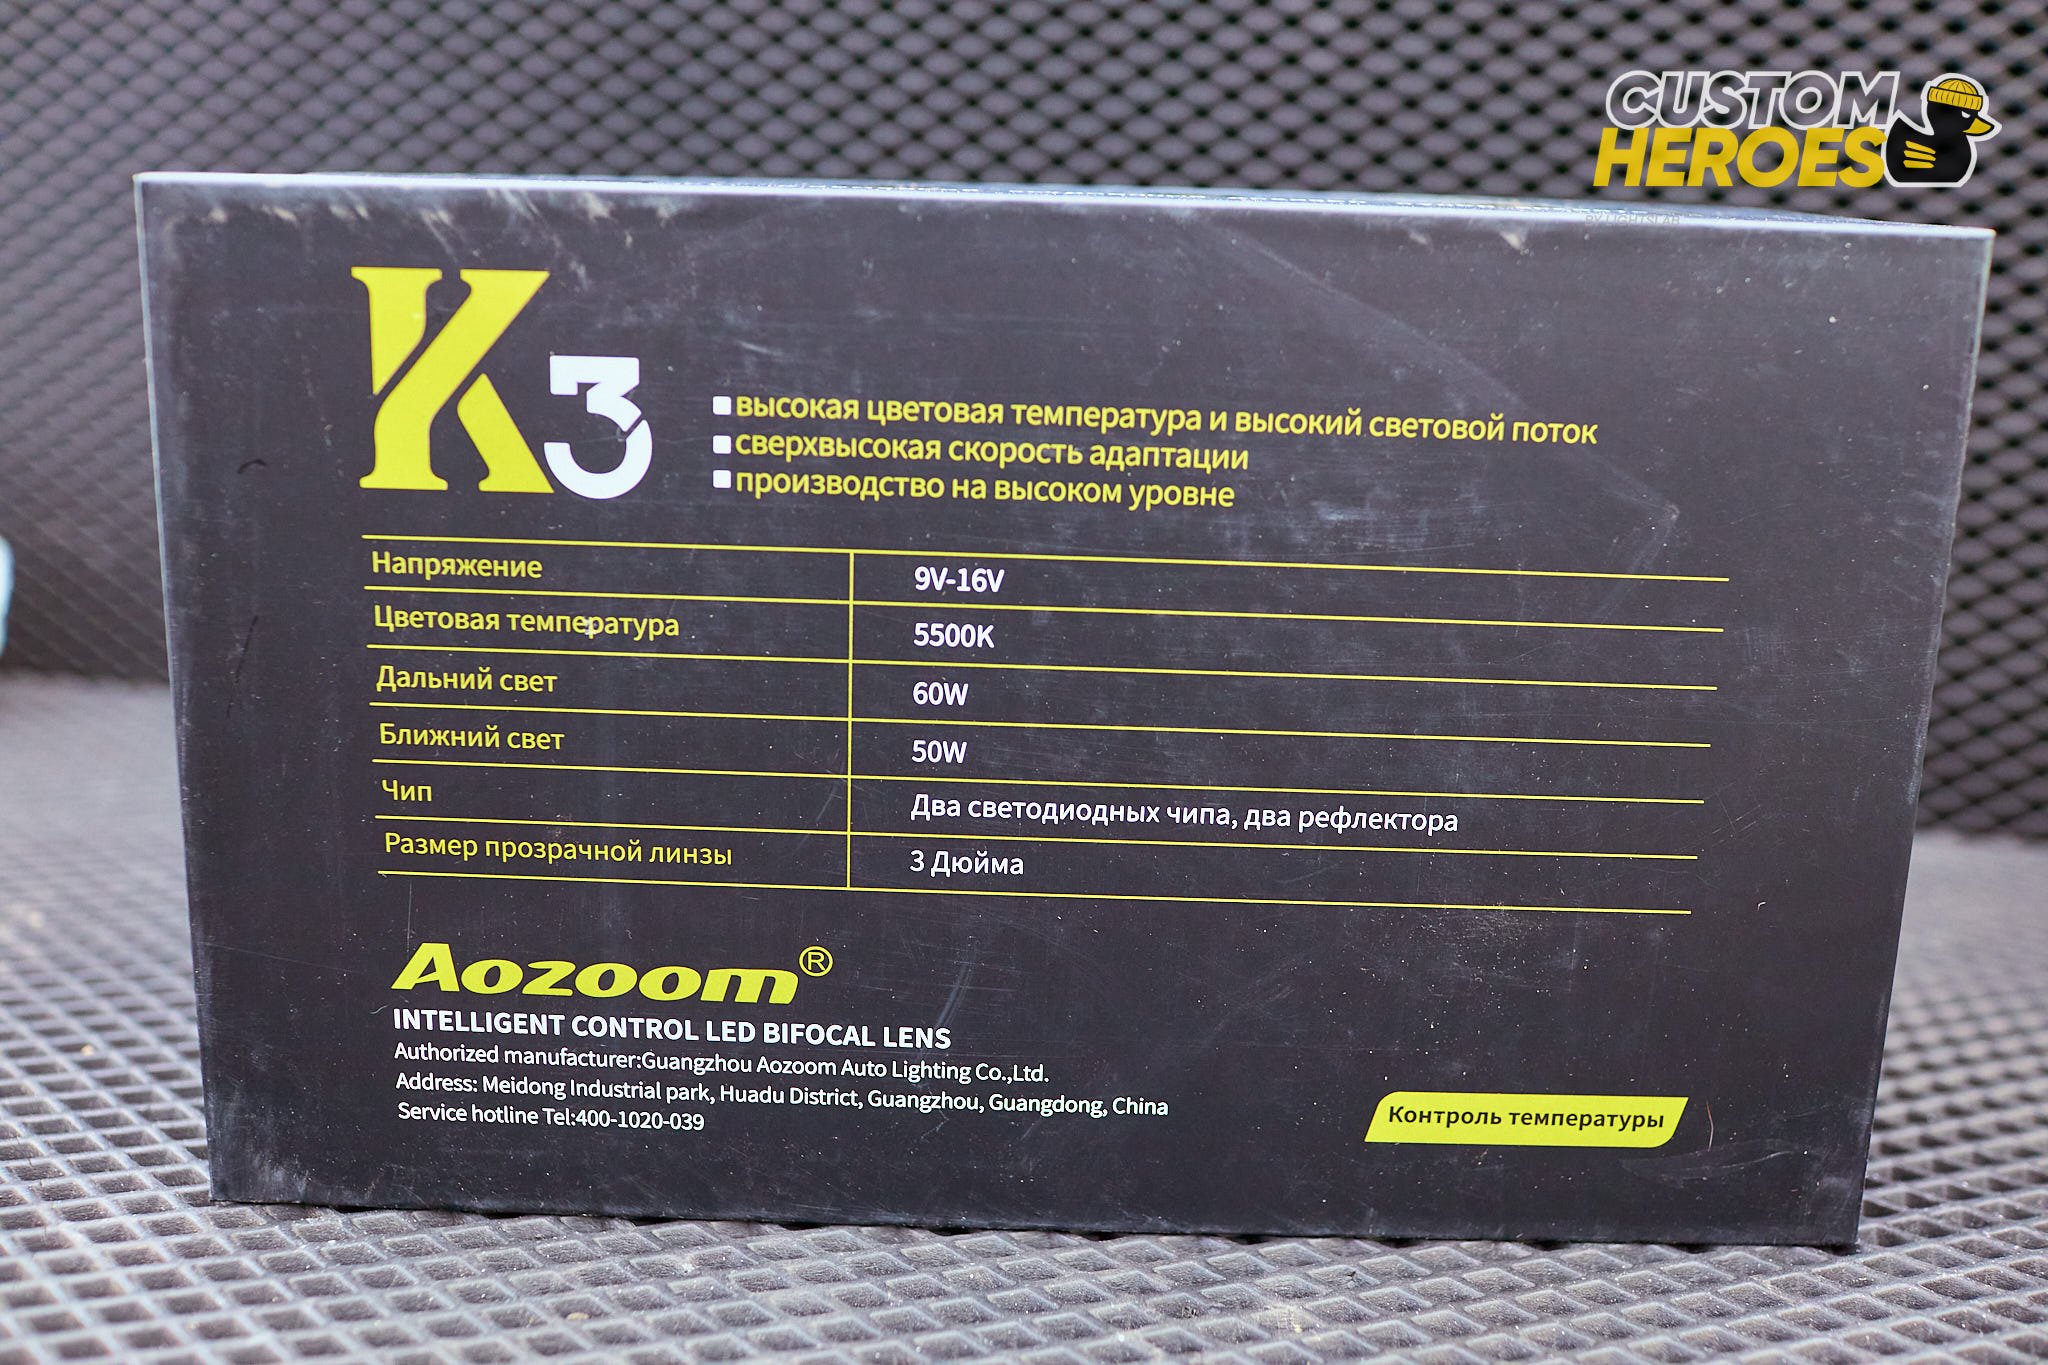 CUSTOM
HEROES
BY LIGHTSLAB
K3
высокая цветовая температура и высокий световой поток
сверхвысокая скорость адаптации
производство на высоком уровне
Напряжение 9V-16V
Цветовая температура 5500K
Дальний свет 60W
Ближний свет 50W
Чип Два светодиодных чипа, два рефлектора
Размер прозрачной линзы 3 Дюйма
Aozoom®
INTELLIGENT CONTROL LED BIFOCAL LENS
Authorized manufacturer:Guangzhou Aozoom Auto Lighting Co.,Ltd.
Address: Meidong Industrial park, Huadu District, Guangzhou, Guangdong, China
Service hotline Tel:400-1020-039
Контроль температуры